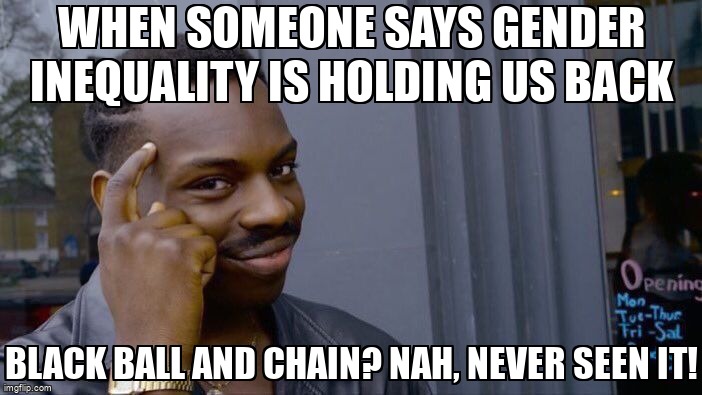 WHEN SOMEONE SAYS GENDER
INEQUALITY IS HOLDING US BACK
Opening
Mon
Tue-Thur
Fri -Sat
BLACK BALL AND CHAIN? NAH, NEVER SEEN IT!
imgflip.com